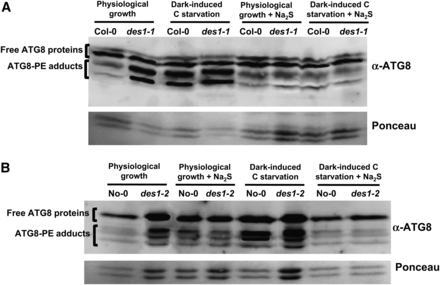 A
Physiological growth
Dark-induced C starvation
Physiological growth + Na₂S
Dark-induced C starvation + Na₂S
Col-0 des1-1 Col-0 des1-1 Col-0 des1-1 Col-0 des1-1
Free ATG8 proteins
ATG8-PE adducts
α-ATG8
Ponceau
B
Physiological growth
Physiological growth + Na₂S
Dark-induced C starvation
Dark-induced C starvation + Na₂S
No-0 des1-2 No-0 des1-2 No-0 des1-2 No-0 des1-2
Free ATG8 proteins
ATG8-PE adducts
α-ATG8
Ponceau